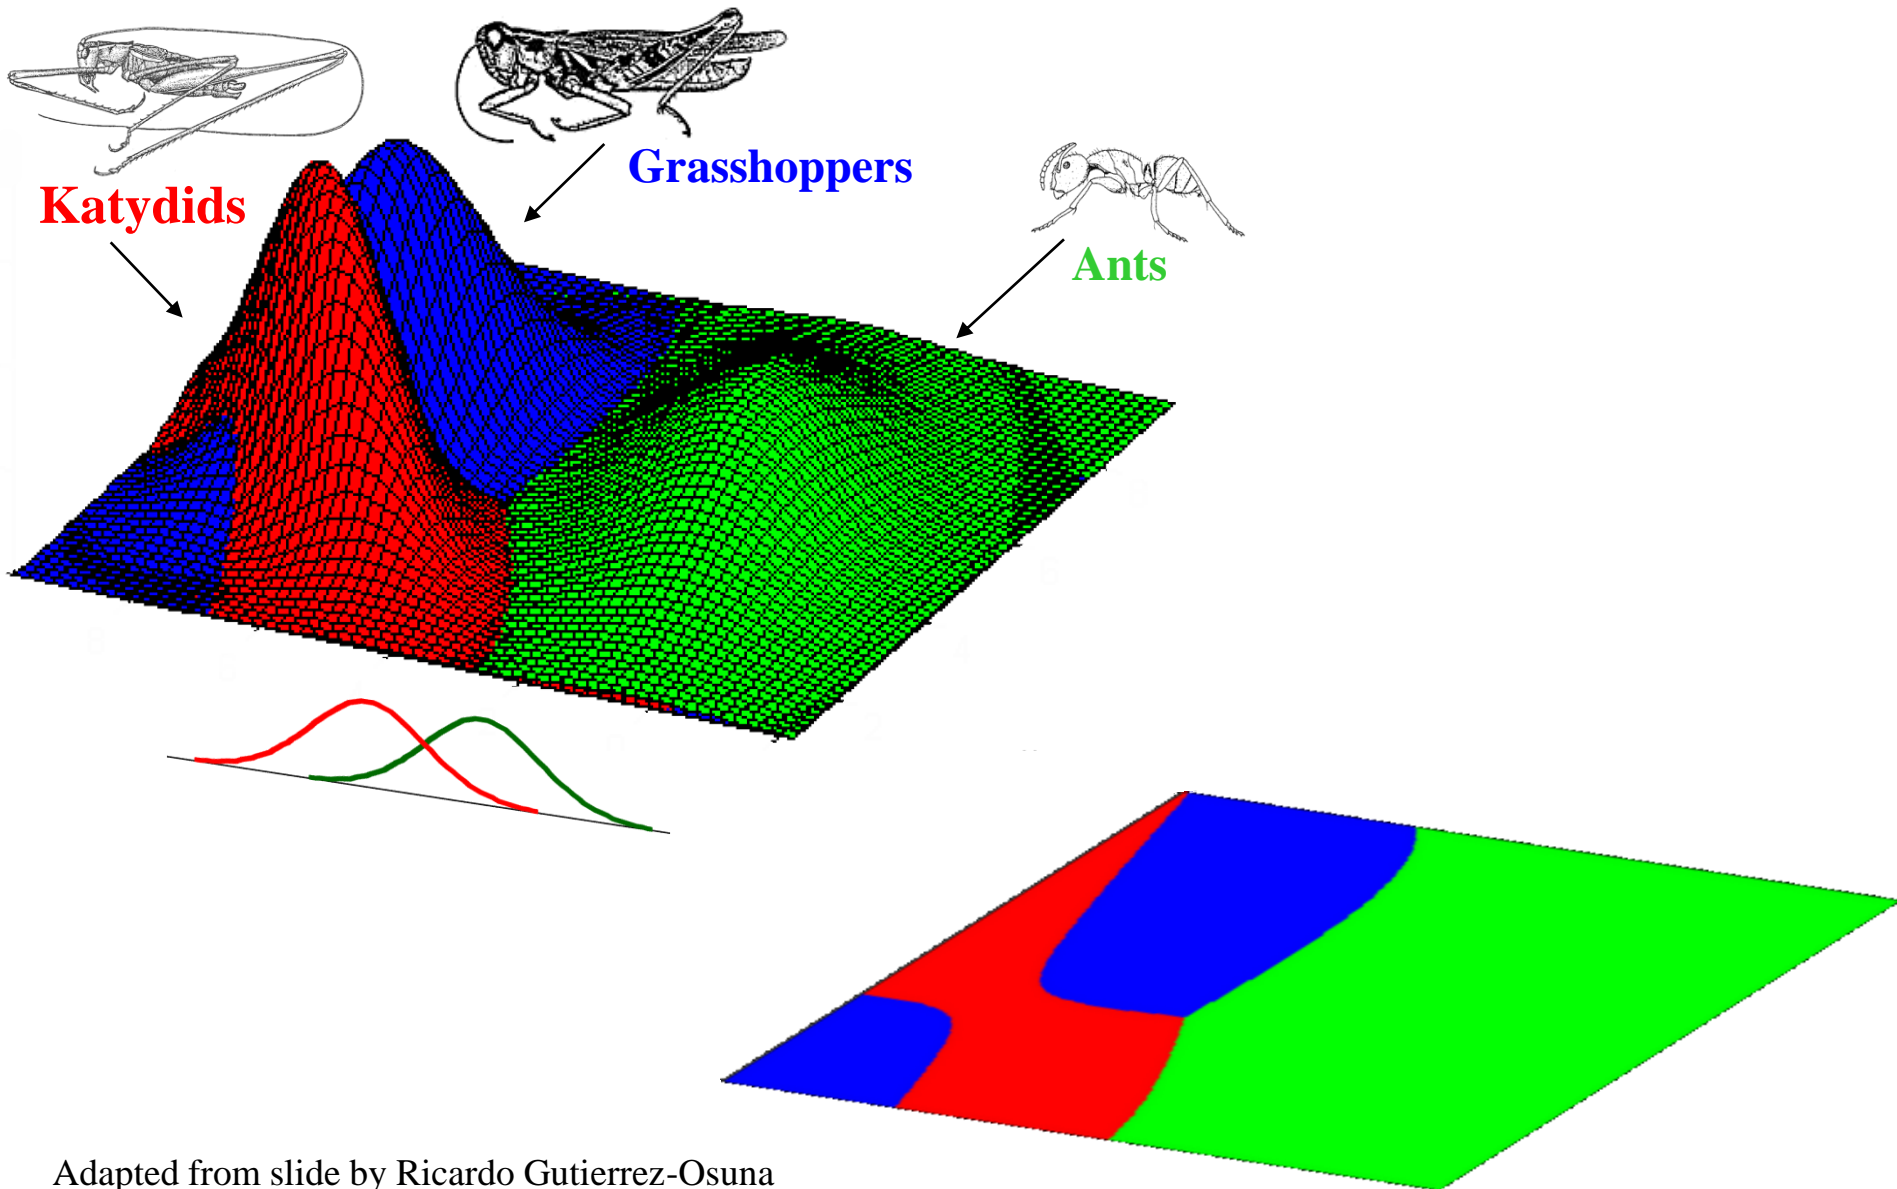 Grasshoppers
Katydids
Ants
Adapted from slide by Ricardo Gutierrez-Osuna